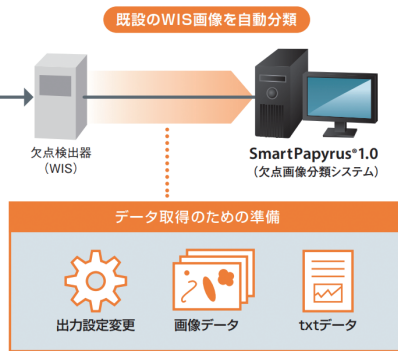 既設のWIS画像を自動分類
欠点検出器
（WIS）
SmartPapyrus®1.0
（欠点画像分類システム）
データ取得のための準備
出力設定変更
画像データ
txtデータ